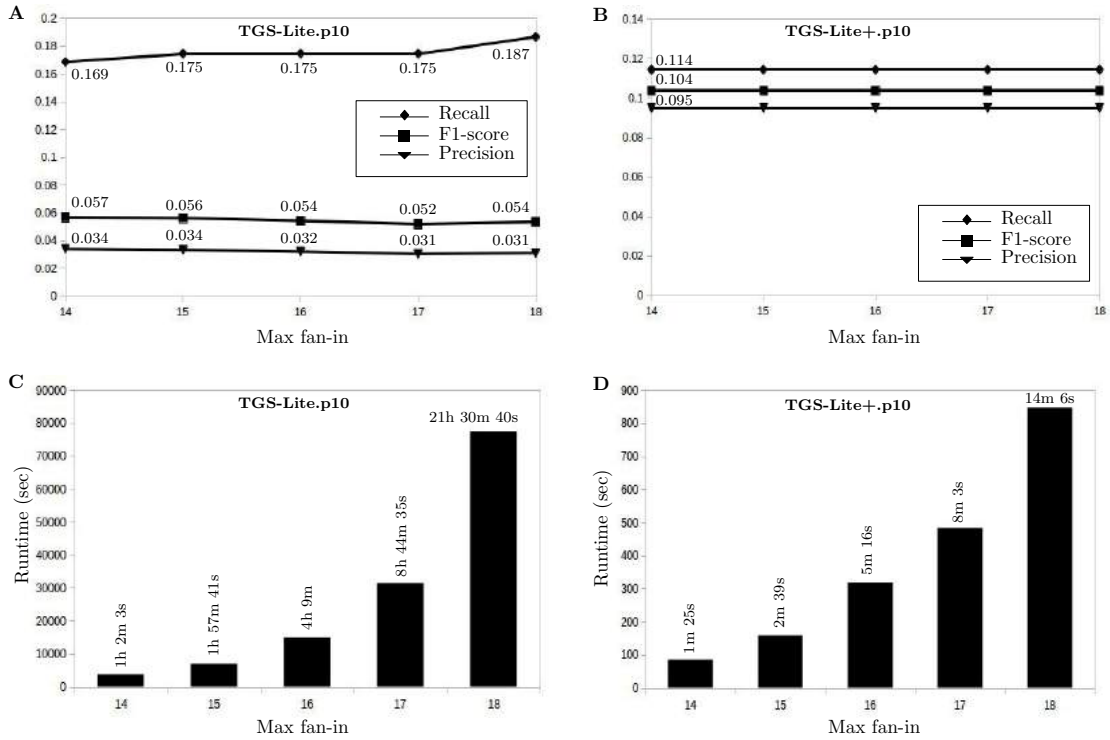 A
TGS-Lite.p10
0.2
0.18
0.16
0.14
0.12
0.1
0.08
0.06
0.04
0.02
0
0.169
0.175
0.175
0.175
0.187
Recall
F1-score
Precision
0.057
0.056
0.054
0.052
0.054
0.034
0.034
0.032
0.031
0.031
14
15
16
17
18
Max fan-in
B
TGS-Lite+.p10
0.14
0.12
0.1
0.08
0.06
0.04
0.02
0
0.114
0.104
0.095
Recall
F1-score
Precision
14
15
16
17
18
Max fan-in
C
TGS-Lite.p10
Runtime (sec)
90000
80000
70000
60000
50000
40000
30000
20000
10000
0
1h 2m 3s
1h 57m 41s
4h 9m
8h 44m 35s
21h 30m 40s
14
15
16
17
18
Max fan-in
D
TGS-Lite+.p10
Runtime (sec)
900
800
700
600
500
400
300
200
100
0
1m 25s
2m 39s
5m 16s
8m 3s
14m 6s
14
15
16
17
18
Max fan-in